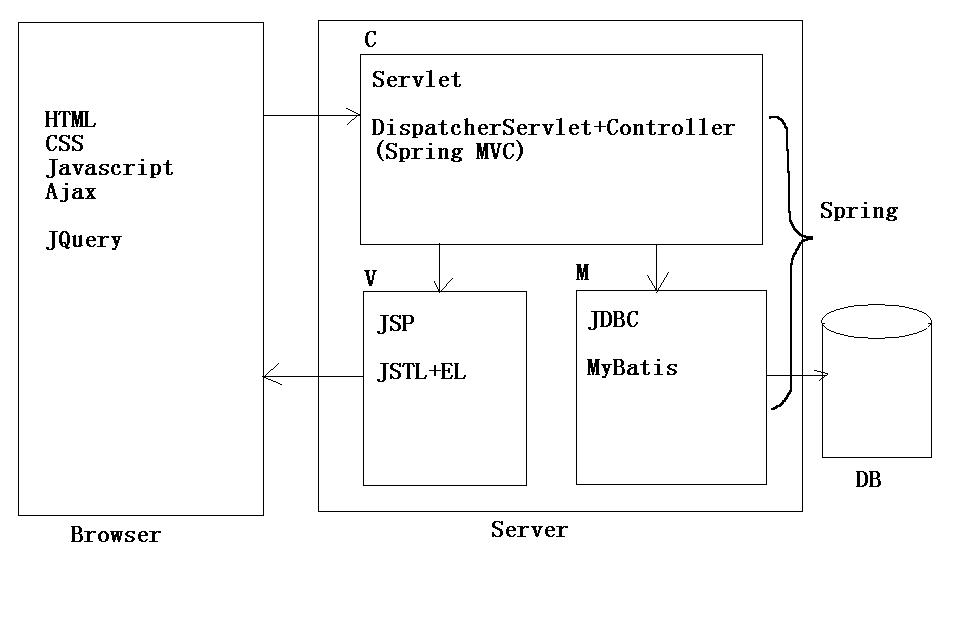 HTML
CSS
Javascript
Ajax
JQuery
Browser
C
Servlet
DispatcherServlet+Controller
(Spring MVC)
V
JSP
JSTL+EL
M
JDBC
MyBatis
Server
Spring
DB